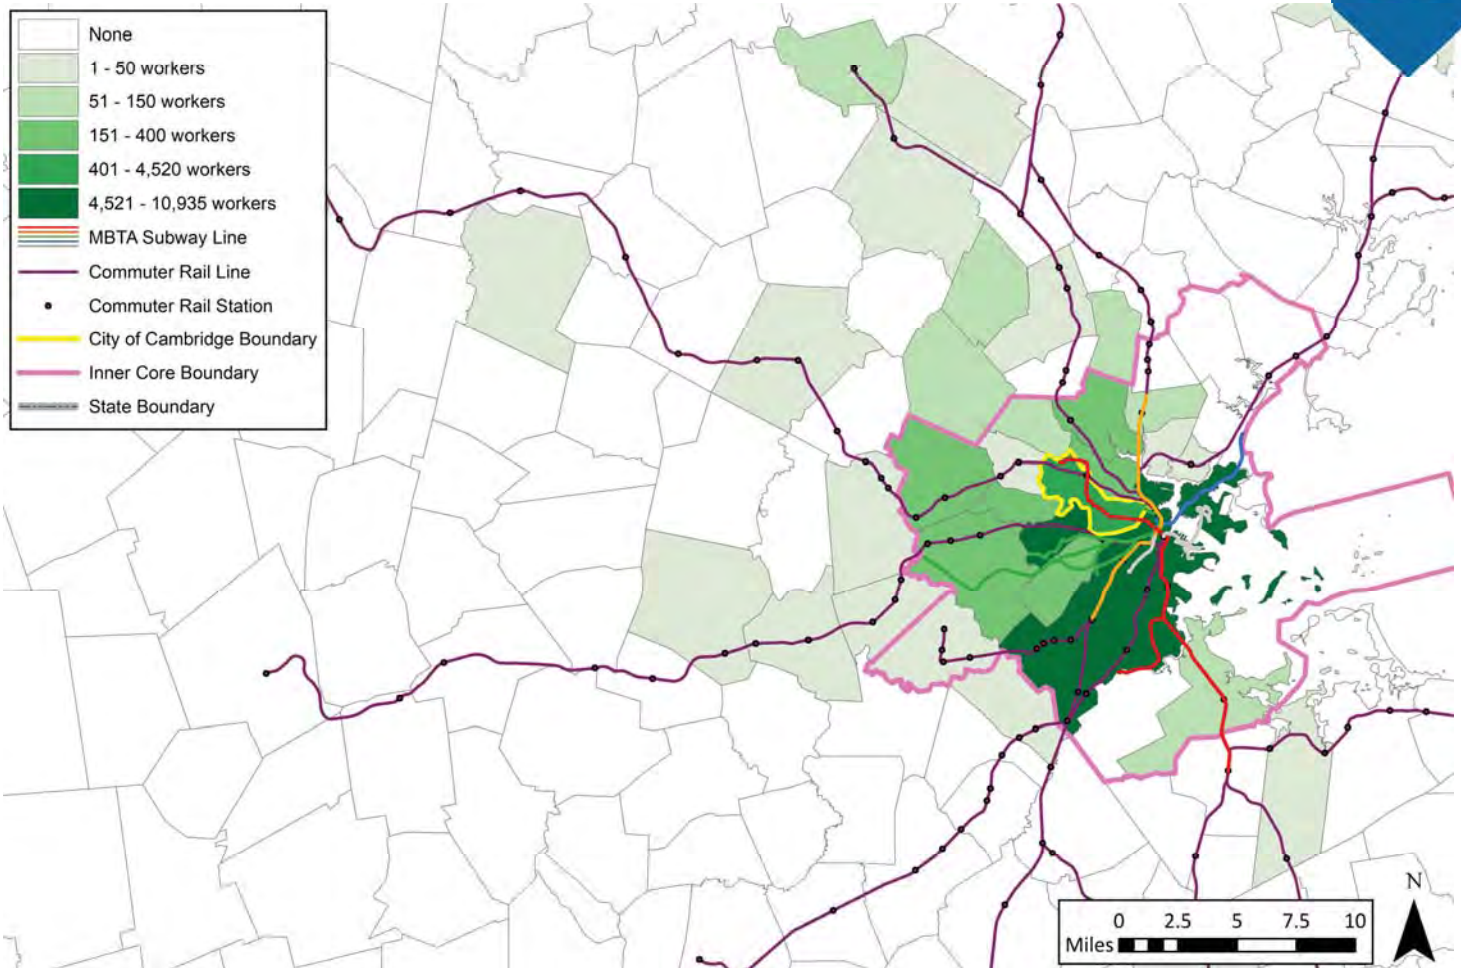 None
1 - 50 workers
51 - 150 workers
151 - 400 workers
401 - 4,520 workers
4,521 - 10,935 workers
MBTA Subway Line
Commuter Rail Line
Commuter Rail Station
City of Cambridge Boundary
Inner Core Boundary
State Boundary
N
0 2.5 5 7.5 10
Miles